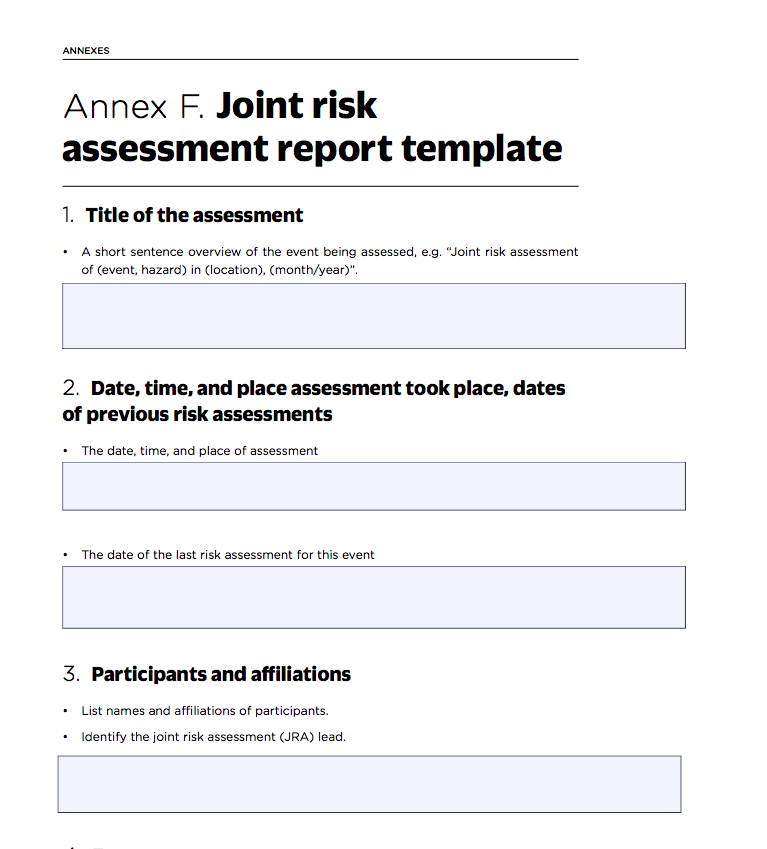 ANNEXES
Annex F. Joint risk
assessment report template
1. Title of the assessment
• A short sentence overview of the event being assessed, e.g. “Joint risk assessment
of (event, hazard) in (location), (month/year)”.
2. Date, time, and place assessment took place, dates
of previous risk assessments
• The date, time, and place of assessment
• The date of the last risk assessment for this event
3. Participants and affiliations
• List names and affiliations of participants.
• Identify the joint risk assessment (JRA) lead.